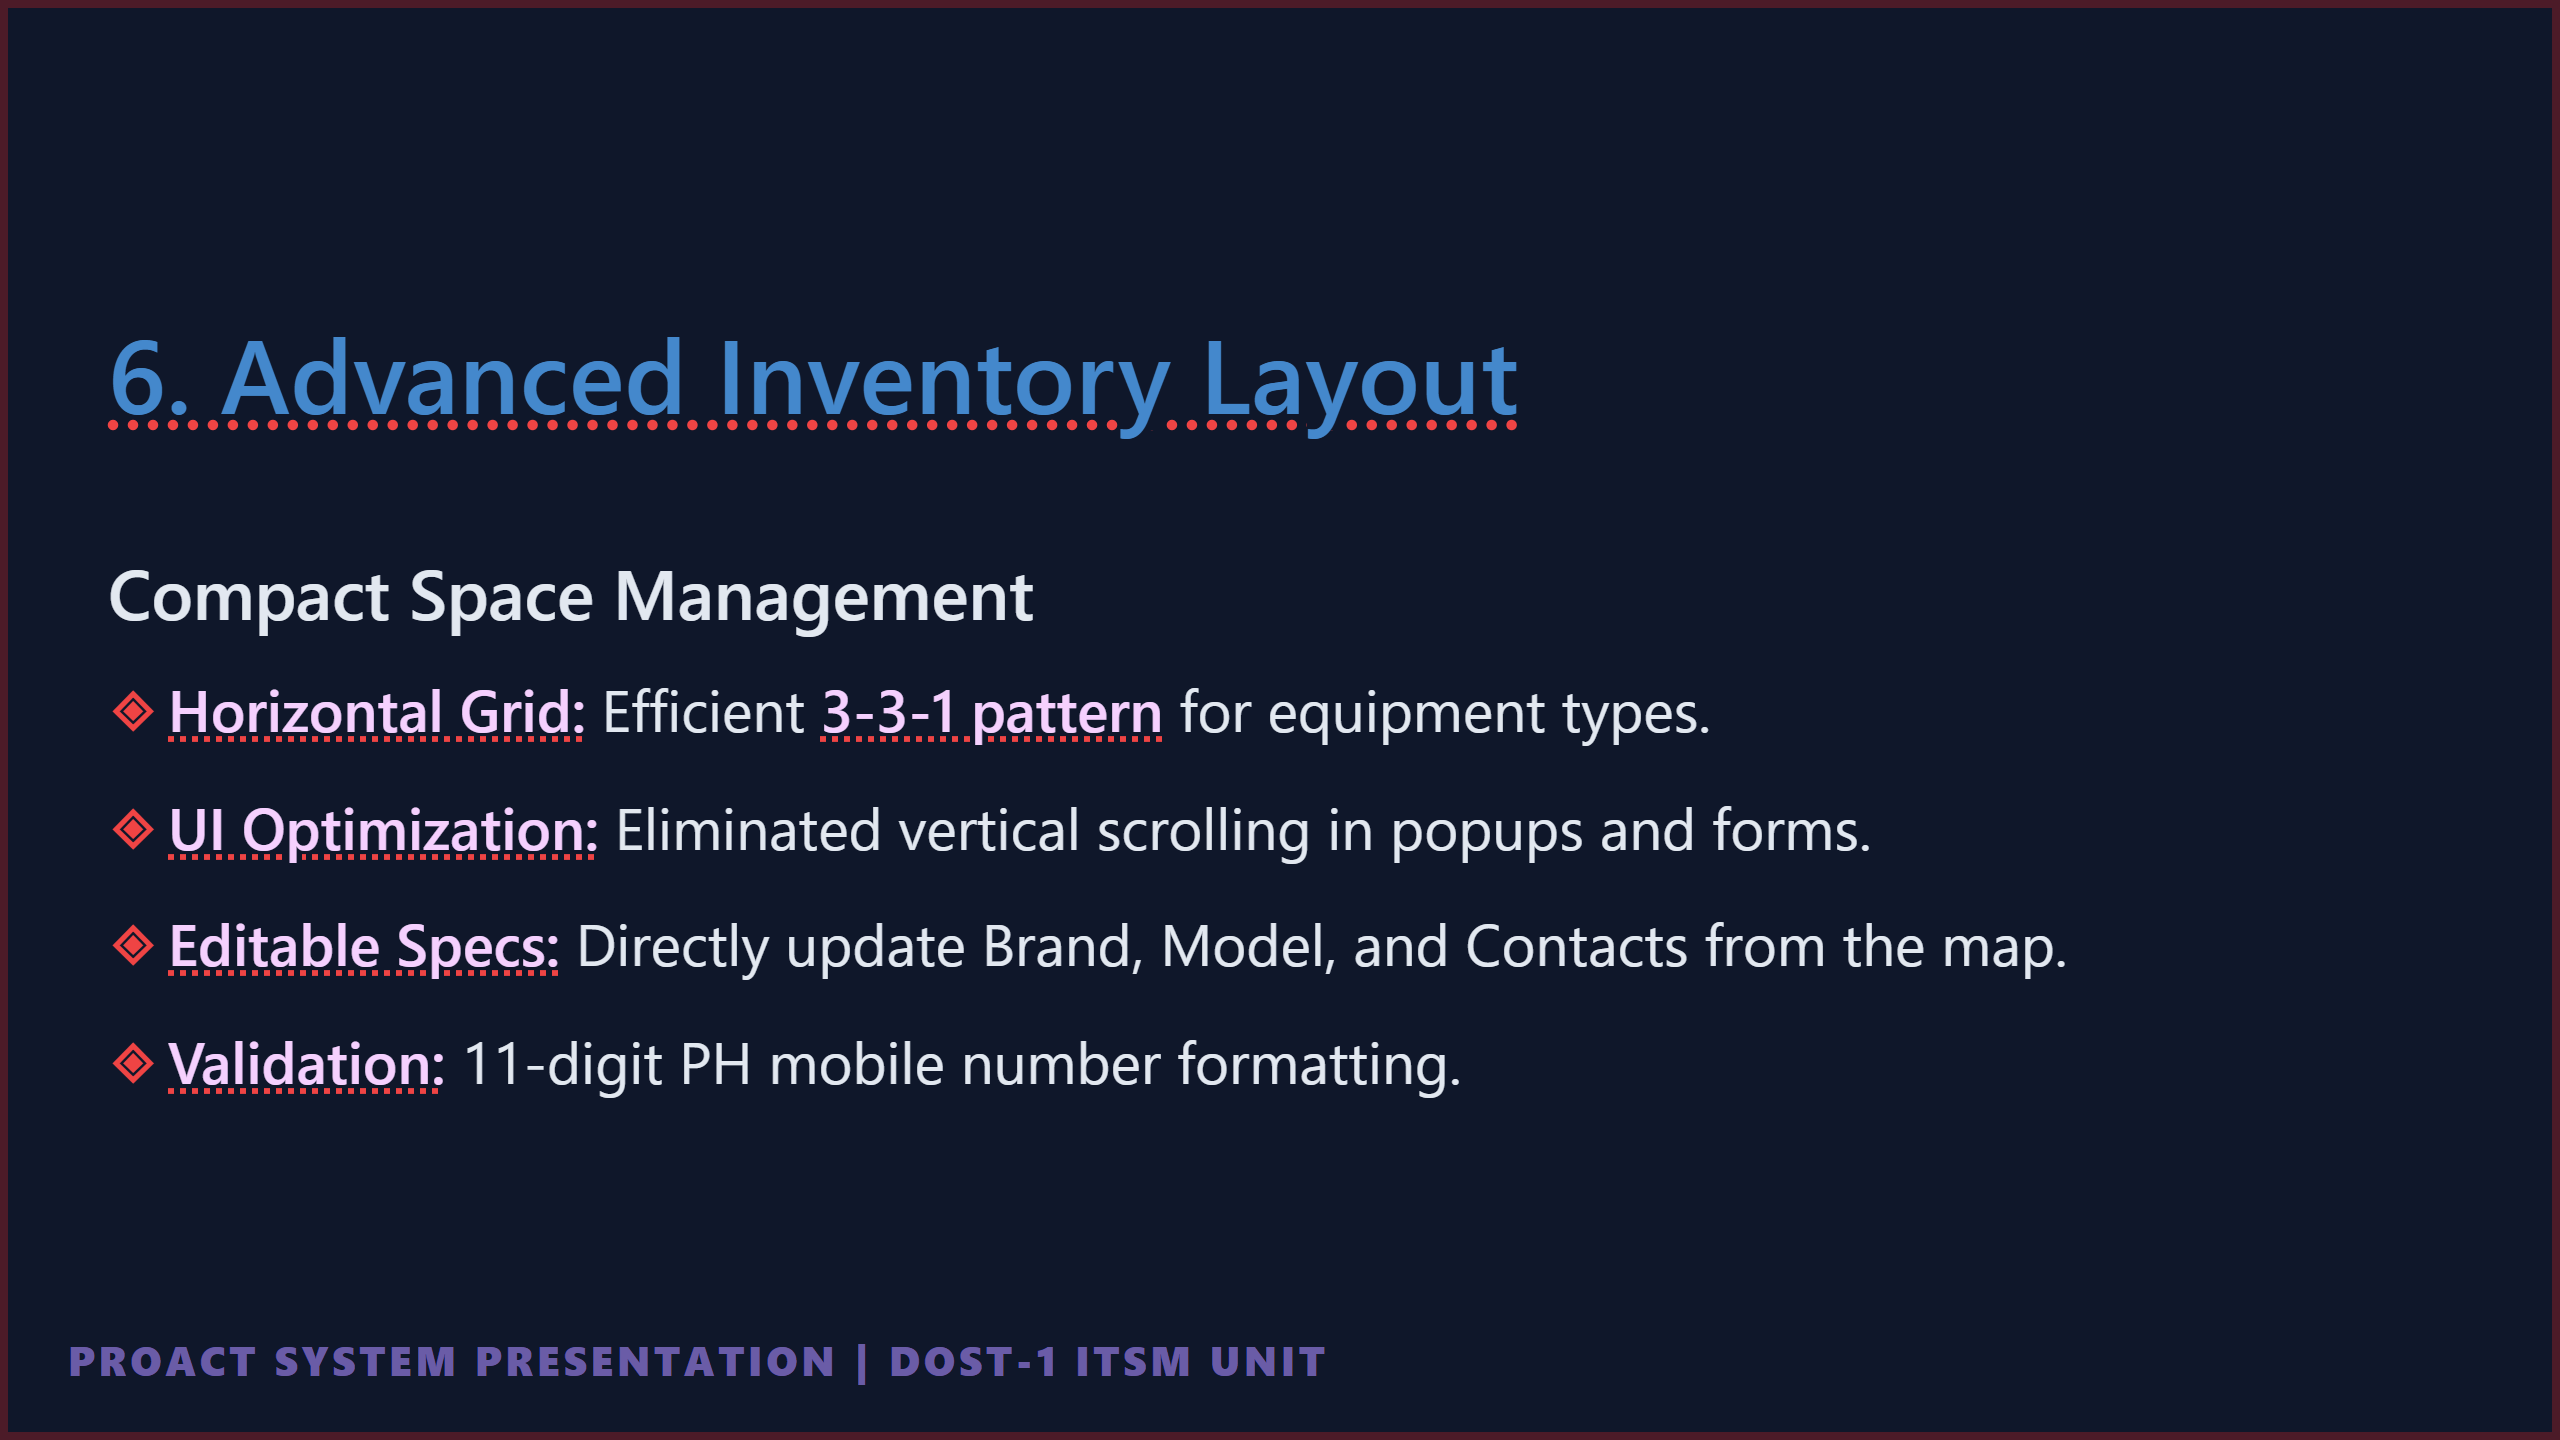 6. Advanced Inventory Layout
Compact Space Management
Horizontal Grid: Efficient 3-3-1 pattern for equipment types.
UI Optimization: Eliminated vertical scrolling in popups and forms.
Editable Specs: Directly update Brand, Model, and Contacts from the map.
Validation: 11-digit PH mobile number formatting.
PROACT SYSTEM PRESENTATION | DOST-1 ITSM UNIT